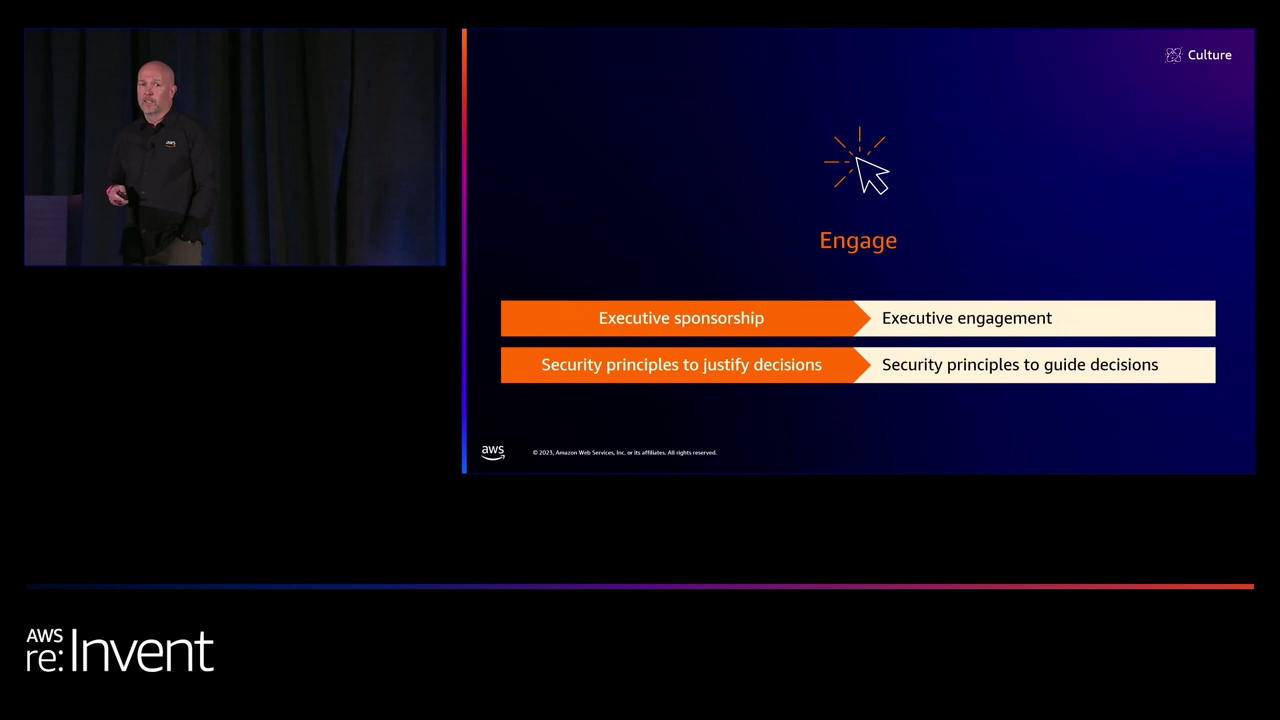 aws
Culture
Engage
Executive sponsorship
Executive engagement
Security principles to justify decisions
Security principles to guide decisions
aws
© 2023, Amazon Web Services, Inc. or its affiliates. All rights reserved.
AWS
re:Invent